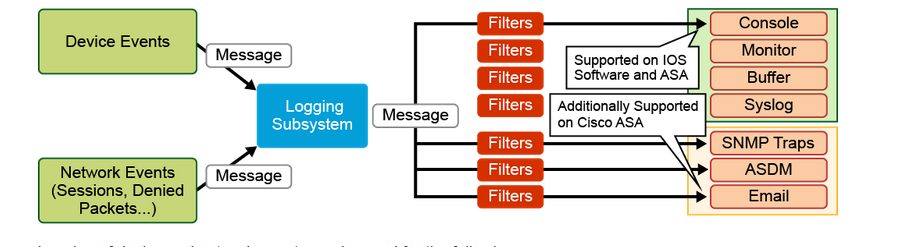 Device Events
Message
Logging
Subsystem
Network Events
(Sessions, Denied
Packets...)
Message
Message
Filters
Filters
Filters
Filters
Filters
Filters
Filters
Supported on IOS
Software and ASA
Additionally Supported
on Cisco ASA
Console
Monitor
Buffer
Syslog
SNMP Traps
ASDM
Email